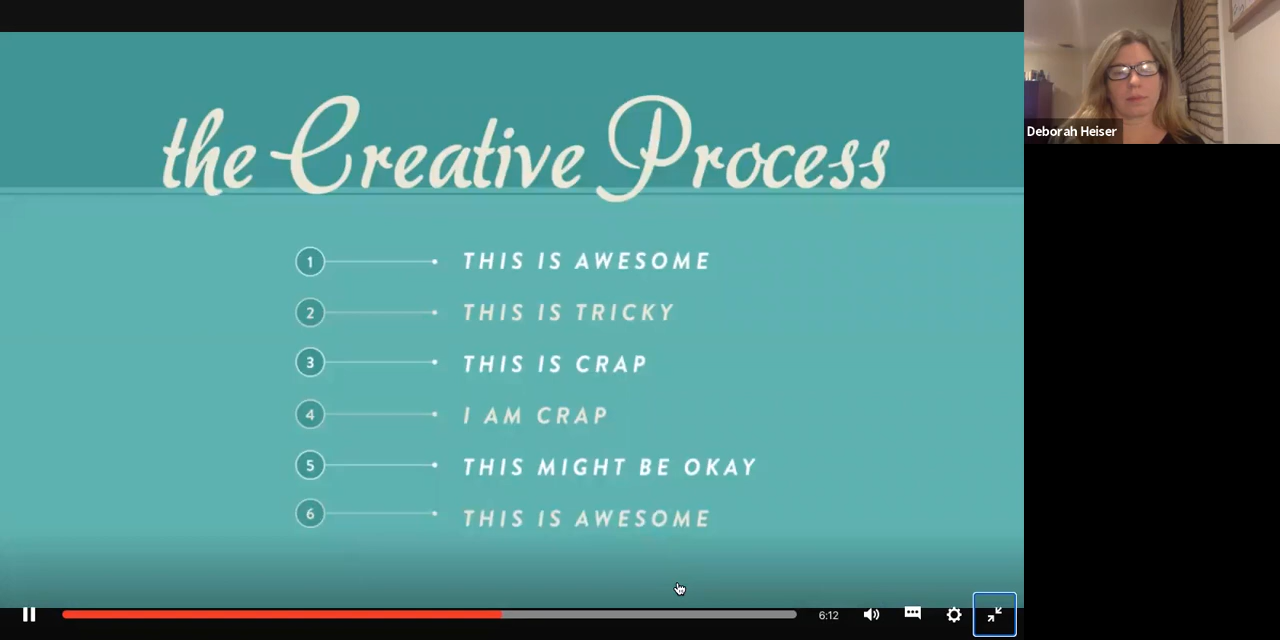 the Creative Process
1 THIS IS AWESOME
2 THIS IS TRICKY
3 THIS IS CRAP
4 I AM CRAP
5 THIS MIGHT BE OKAY
6 THIS IS AWESOME
Deborah Heiser
6:12